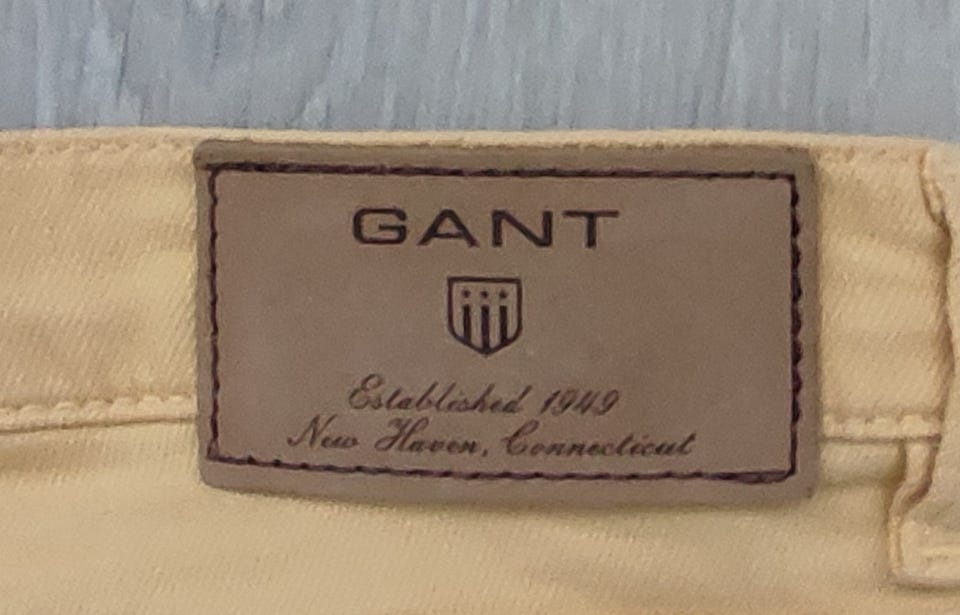 GANT
Established 1949
New Haven, Connecticut